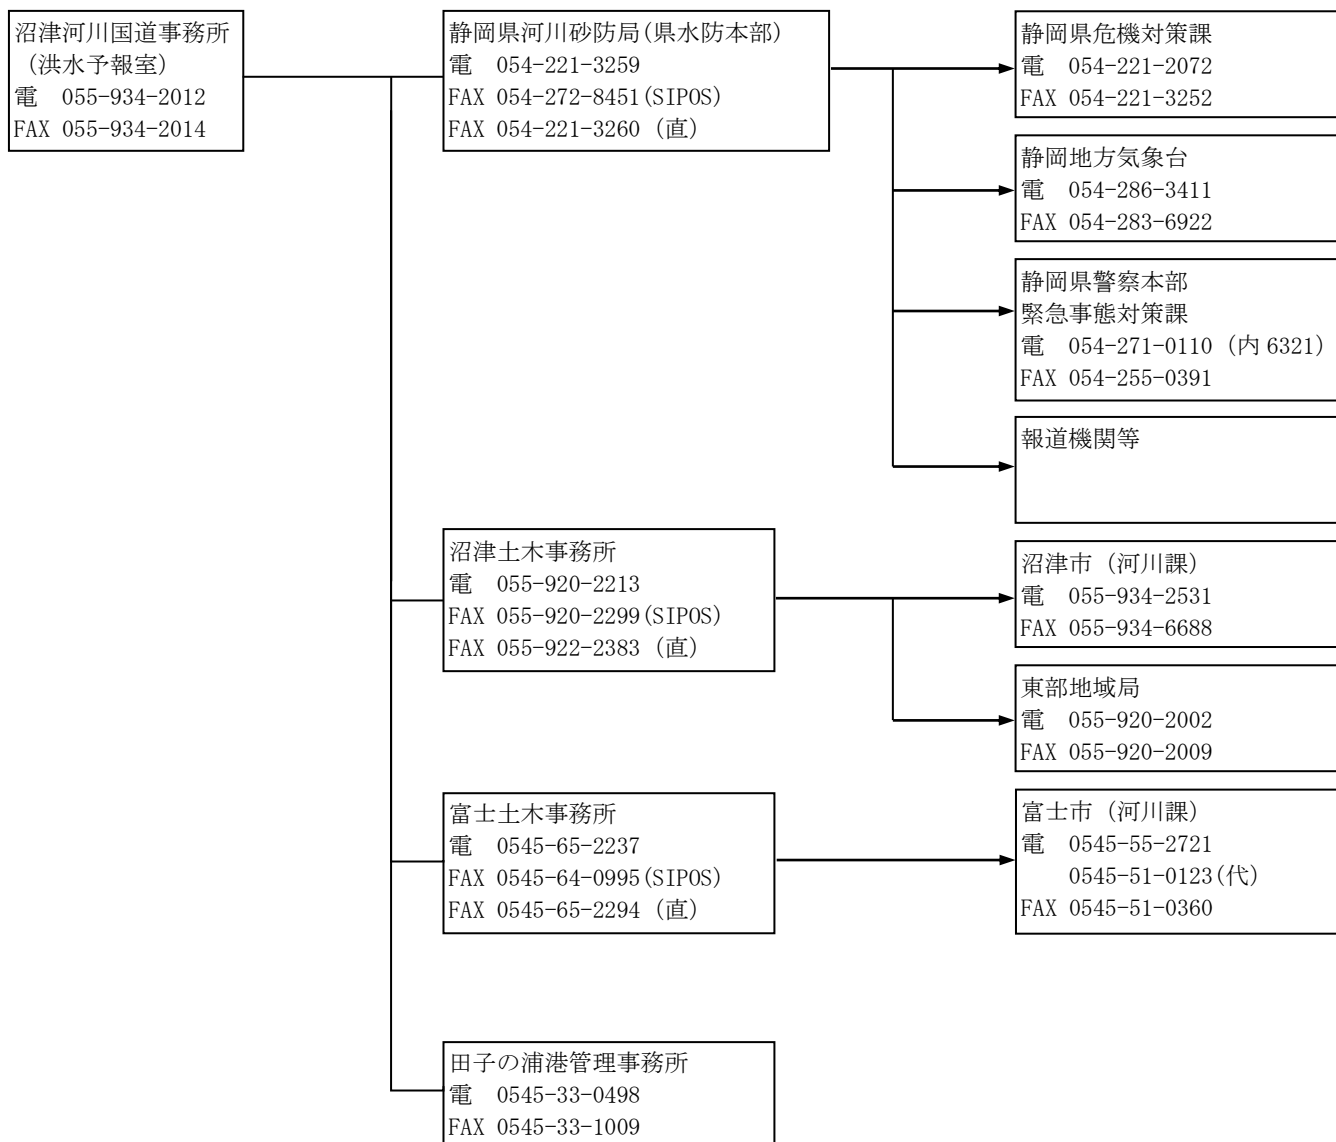 沼津河川国道事務所
（洪水予報室）
電　055-934-2012
FAX 055-934-2014
静岡県河川砂防局(県水防本部）
電　054-221-3259
FAX 054-272-8451(SIPOS)
FAX 054-221-3260（直）
静岡県危機対策課
電　054-221-2072
FAX 054-221-3252
静岡地方気象台
電　054-286-3411
FAX 054-283-6922
静岡県警察本部
緊急事態対策課
電　054-271-0110（内 6321）
FAX 054-255-0391
報道機関等
沼津土木事務所
電　055-920-2213
FAX 055-920-2299(SIPOS)
FAX 055-922-2383（直）
沼津市（河川課）
電　055-934-2531
FAX 055-934-6688
東部地域局
電　055-920-2002
FAX 055-920-2009
富士土木事務所
電　0545-65-2237
FAX 0545-64-0995(SIPOS)
FAX 0545-65-2294（直）
富士市（河川課）
電　0545-55-2721
0545-51-0123(代）
FAX 0545-51-0360
田子の浦港管理事務所
電　0545-33-0498
FAX 0545-33-1009